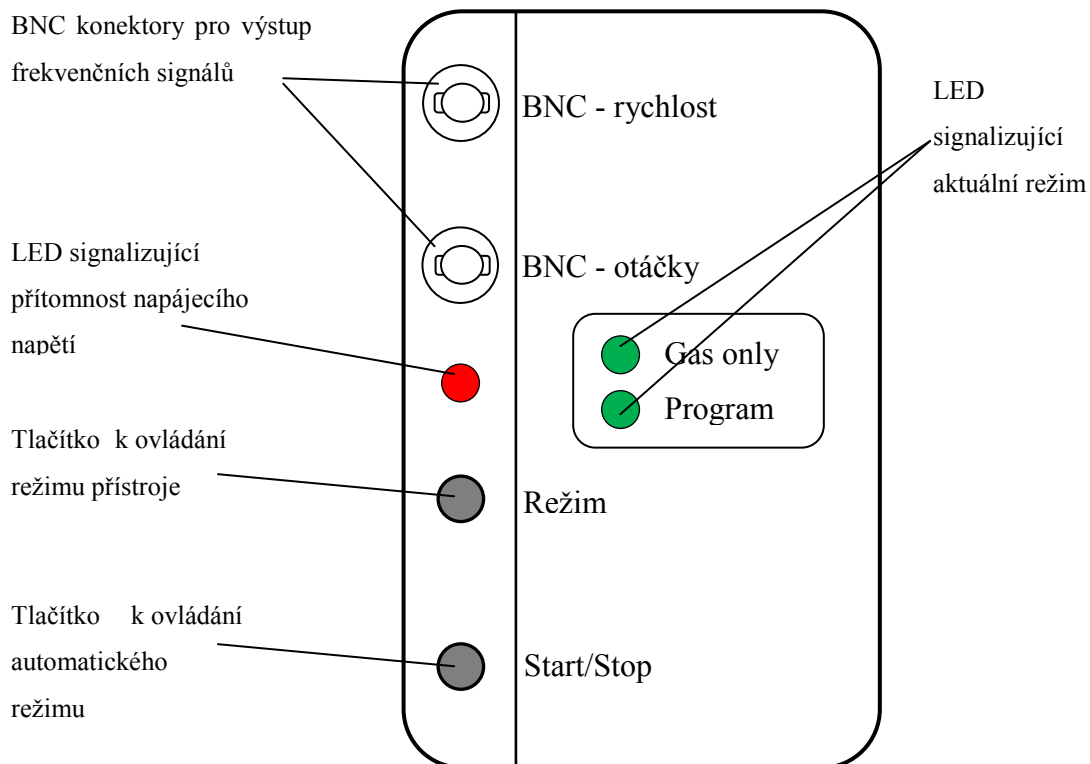 BNC konektory pro výstup
frekvenčních signálů
BNC - rychlost
LED
signalizující
aktuální režim
LED signalizující
přítomnost napájecího
napětí
BNC - otáčky
Gas only
Program
Tlačítko k ovládání
režimu přístroje
Režim
Tlačítko k ovládání
automatického
režimu
Start/Stop